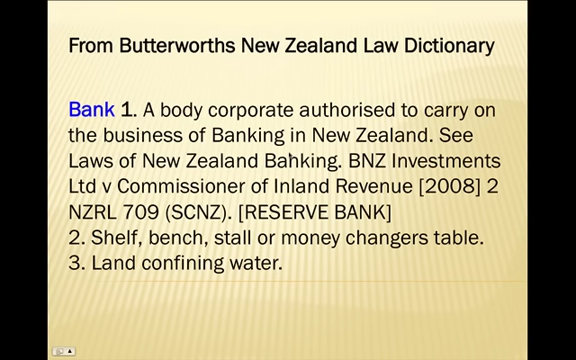 From Butterworths New Zealand Law Dictionary
Bank 1. A body corporate authorised to carry on
the business of Banking in New Zealand. See
Laws of New Zealand Banking. BNZ Investments
Ltd v Commissioner of Inland Revenue [2008] 2
NZRL 709 (SCNZ). [RESERVE BANK]
2. Shelf, bench, stall or money changers table.
3. Land confining water.